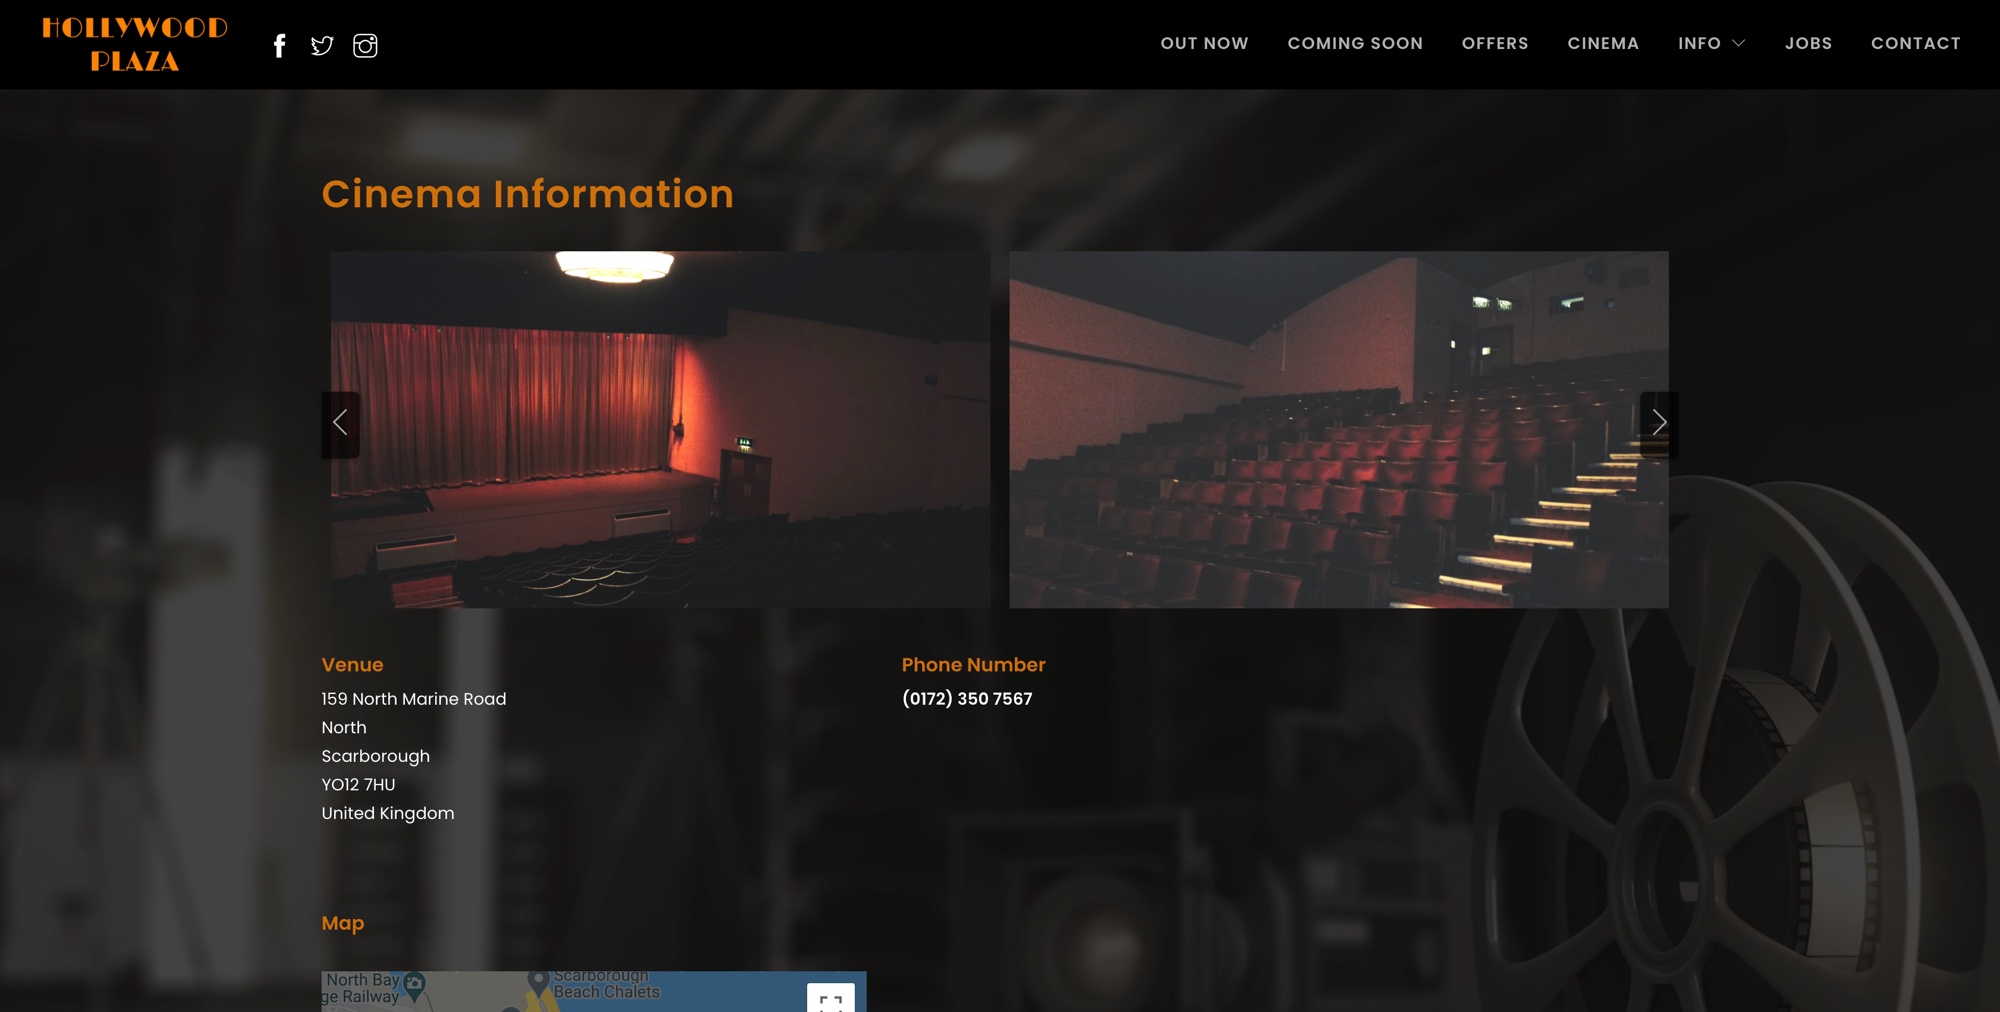 HOLLYWOOD
PLAZA
OUT NOW COMING SOON OFFERS CINEMA INFO JOBS CONTACT
Cinema Information
Venue
159 North Marine Road
North
Scarborough
YO12 7HU
United Kingdom
Phone Number
(0172) 350 7567
Map
North Bay
ge Railway
Scarborough
Beach Chalets